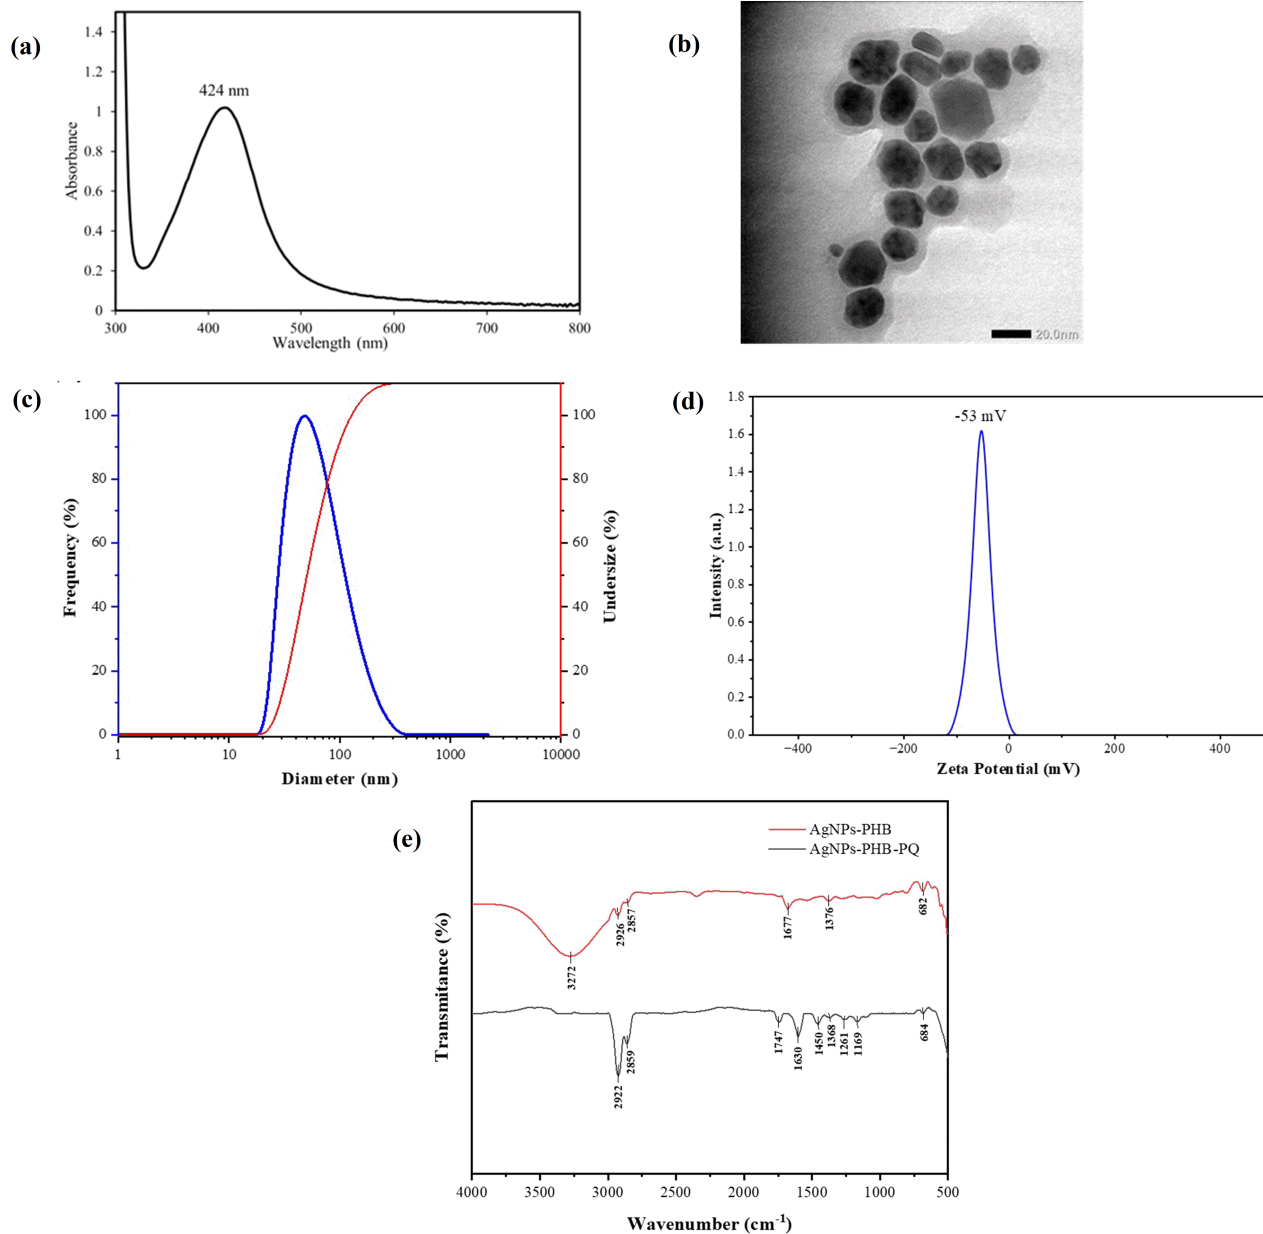 (a)
424 nm
Absorbance
1.4
1.2
1
0.8
0.6
0.4
0.2
0
300 400 500 600 700 800
Wavelength (nm)
(b)
20.0nm
(c)
Frequency (%)
100
80
60
40
20
0
100
80
60
40
20
0
Undersize (%)
1 10 100 1000 10000
Diameter (nm)
(d)
-53 mV
Intensity (a.u.)
1.8
1.6
1.4
1.2
1.0
0.8
0.6
0.4
0.2
0.0
−400 −200 0 200 400
Zeta Potential (mV)
(e)
AgNPs-PHB
AgNPs-PHB-PQ
Transmitance (%)
3272
2926
2857
1677
1376
682
2922
2859
1747
1630
1450
1368
1261
1169
684
4000 3500 3000 2500 2000 1500 1000 500
Wavenumber (cm-1)